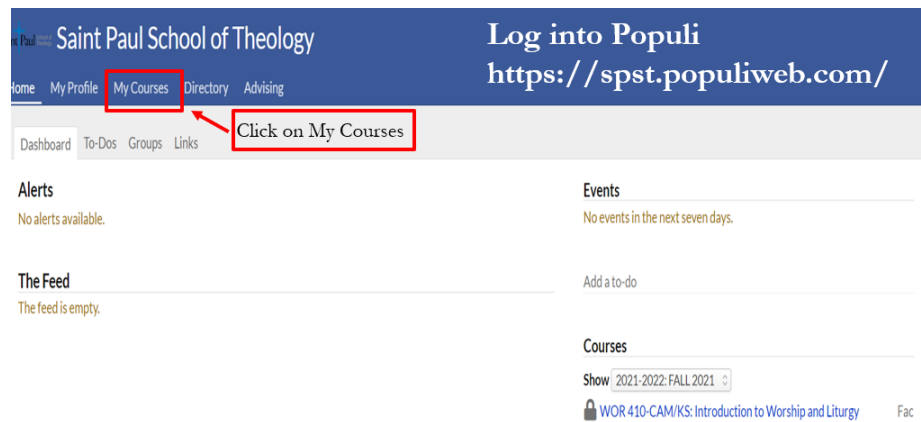 Saint Paul School of Theology
Log into Populi
https://spst.populiweb.com/
Home My Profile My Courses Directory Advising
Click on My Courses
Dashboard To-Dos Groups Links
Alerts
No alerts available.
Events
No events in the next seven days.
The Feed
The feed is empty.
Add a to-do
Courses
Show 2021-2022: FALL 2021
WOR 410-CAM/KS: Introduction to Worship and Liturgy Fac